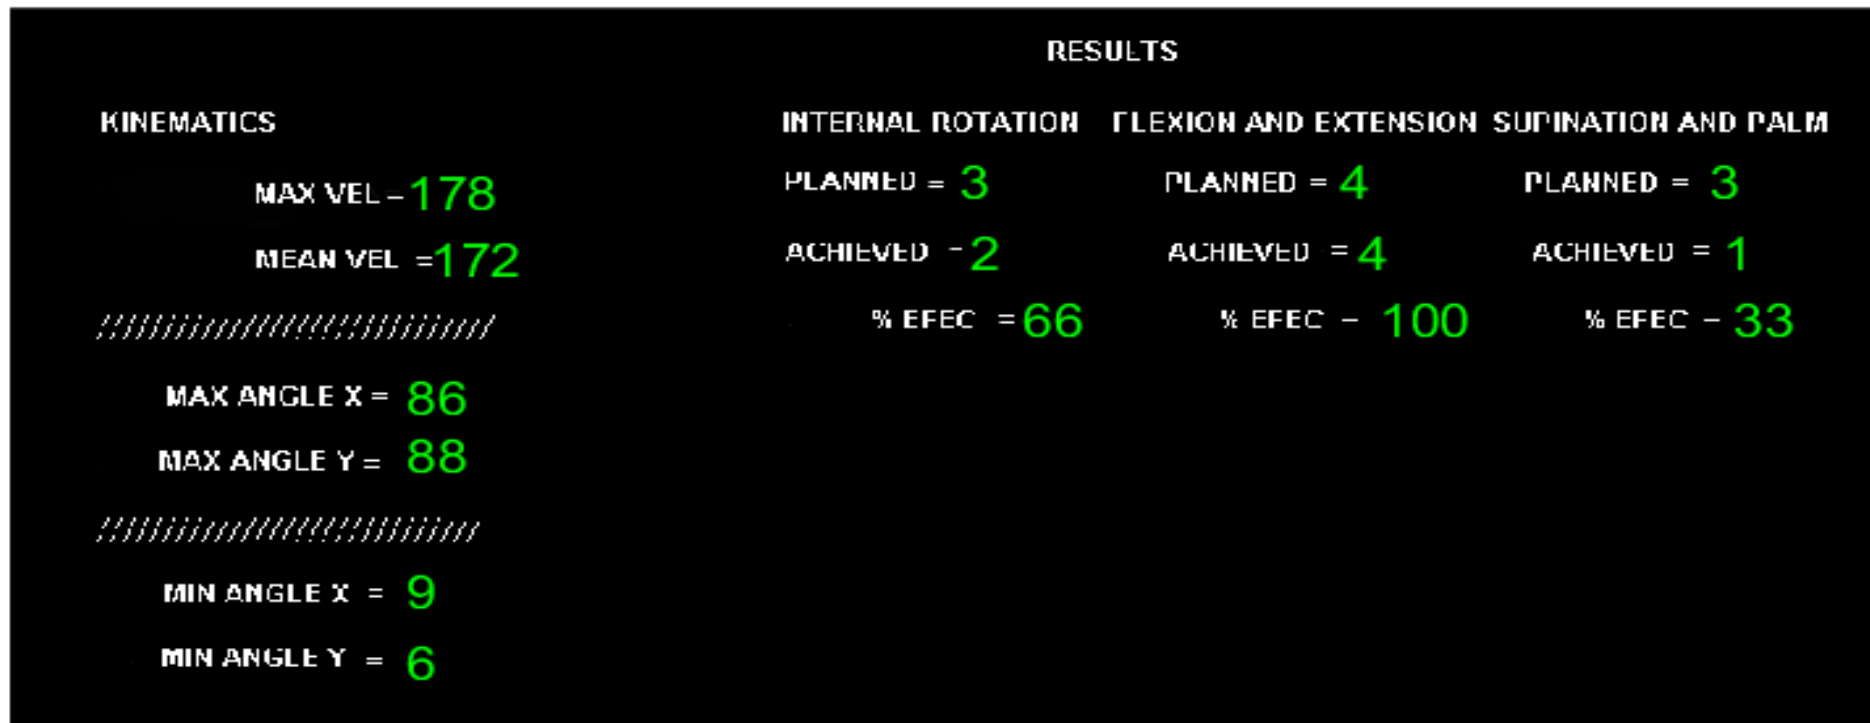 RESULTS
KINEMATICS
MAX VEL = 178
MEAN VEL = 172
////////////////////////////////////
MAX ANGLE X = 86
MAX ANGLE Y = 88
////////////////////////////////////
MIN ANGLE X = 9
MIN ANGLE Y = 6
INTERNAL ROTATION
PLANNED = 3
ACHIEVED = 2
% EFEC = 66
FLEXION AND EXTENSION
PLANNED = 4
ACHIEVED = 4
% EFEC = 100
SUPINATION AND PALM
PLANNED = 3
ACHIEVED = 1
% EFEC = 33